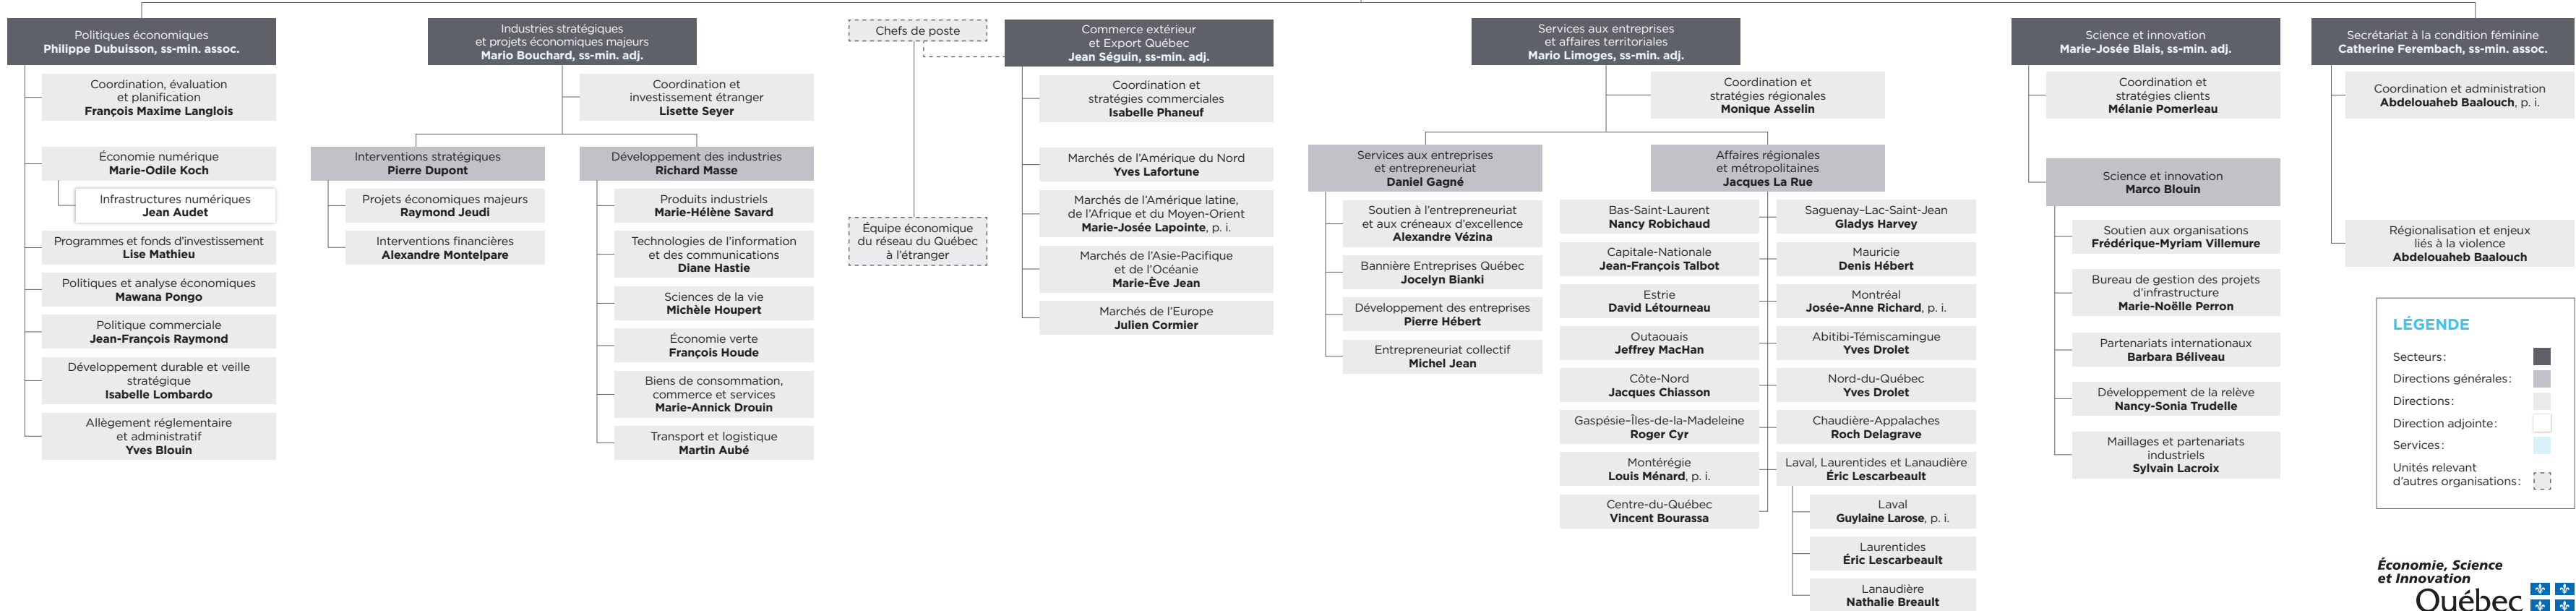 Politiques économiques
Philippe Dubuisson, ss-min. assoc.
Coordination, évaluation
et planification
François Maxime Langlois
Économie numérique
Marie-Odile Koch
Infrastructures numériques
Jean Audet
Programmes et fonds d'investissement
Lise Mathieu
Politiques et analyse économiques
Mawana Pongo
Politique commerciale
Jean-François Raymond
Développement durable et veille
stratégique
Isabelle Lombardo
Allègement réglementaire
et administratif
Yves Blouin
Industries stratégiques
et projets économiques majeurs
Mario Bouchard, ss-min. adj.
Coordination et
investissement étranger
Lisette Seyer
Interventions stratégiques
Pierre Dupont
Projets économiques majeurs
Raymond Jeudi
Interventions financières
Alexandre Montelpare
Développement des industries
Richard Masse
Produits industriels
Marie-Hélène Savard
Technologies de l'information
et des communications
Diane Hastie
Sciences de la vie
Michèle Houpert
Économie verte
François Houde
Biens de consommation,
commerce et services
Marie-Annick Drouin
Transport et logistique
Martin Aubé
Chefs de poste
Équipe économique
du réseau du Québec
à l'étranger
Commerce extérieur
et Export Québec
Jean Séguin, ss-min. adj.
Coordination et
stratégies commerciales
Isabelle Phaneuf
Marchés de l'Amérique du Nord
Yves Lafortune
Marchés de l'Amérique latine,
de l'Afrique et du Moyen-Orient
Marie-Josée Lapointe, p. i.
Marchés de l'Asie-Pacifique
et de l'Océanie
Marie-Ève Jean
Marchés de l'Europe
Julien Cormier
Services aux entreprises
et affaires territoriales
Mario Limoges, ss-min. adj.
Coordination et
stratégies régionales
Monique Asselin
Services aux entreprises
et entrepreneuriat
Daniel Gagné
Soutien à l'entrepreneuriat
et aux créneaux d'excellence
Alexandre Vézina
Bannière Entreprises Québec
Jocelyn Bianki
Développement des entreprises
Pierre Hébert
Entrepreneuriat collectif
Michel Jean
Affaires régionales
et métropolitaines
Jacques La Rue
Bas-Saint-Laurent
Nancy Robichaud
Capitale-Nationale
Jean-François Talbot
Estrie
David Létourneau
Outaouais
Jeffrey MacHan
Côte-Nord
Jacques Chiasson
Gaspésie–Îles-de-la-Madeleine
Roger Cyr
Montérégie
Louis Ménard, p. i.
Centre-du-Québec
Vincent Bourassa
Saguenay–Lac-Saint-Jean
Gladys Harvey
Mauricie
Denis Hébert
Montréal
Josée-Anne Richard, p. i.
Abitibi-Témiscamingue
Yves Drolet
Nord-du-Québec
Yves Drolet
Chaudière-Appalaches
Roch Delagrave
Laval, Laurentides et Lanaudière
Éric Lescarbeault
Laval
Guylaine Larose, p. i.
Laurentides
Éric Lescarbeault
Lanaudière
Nathalie Breault
Science et innovation
Marie-Josée Blais, ss-min. adj.
Coordination et
stratégies clients
Mélanie Pomerleau
Science et innovation
Marco Blouin
Soutien aux organisations
Frédérique-Myriam Villemure
Bureau de gestion des projets
d'infrastructure
Marie-Noëlle Perron
Partenariats internationaux
Barbara Béliveau
Développement de la relève
Nancy-Sonia Trudelle
Maillages et partenariats
industriels
Sylvain Lacroix
Secrétariat à la condition féminine
Catherine Ferembach, ss-min. assoc.
Coordination et administration
Abdelouaheb Baalouch, p. i.
Régionalisation et enjeux
liés à la violence
Abdelouaheb Baalouch
LÉGENDE
Secteurs :
Directions générales :
Directions :
Direction adjointe :
Services :
Unités relevant
d'autres organisations :
Économie, Science
et Innovation
Québec